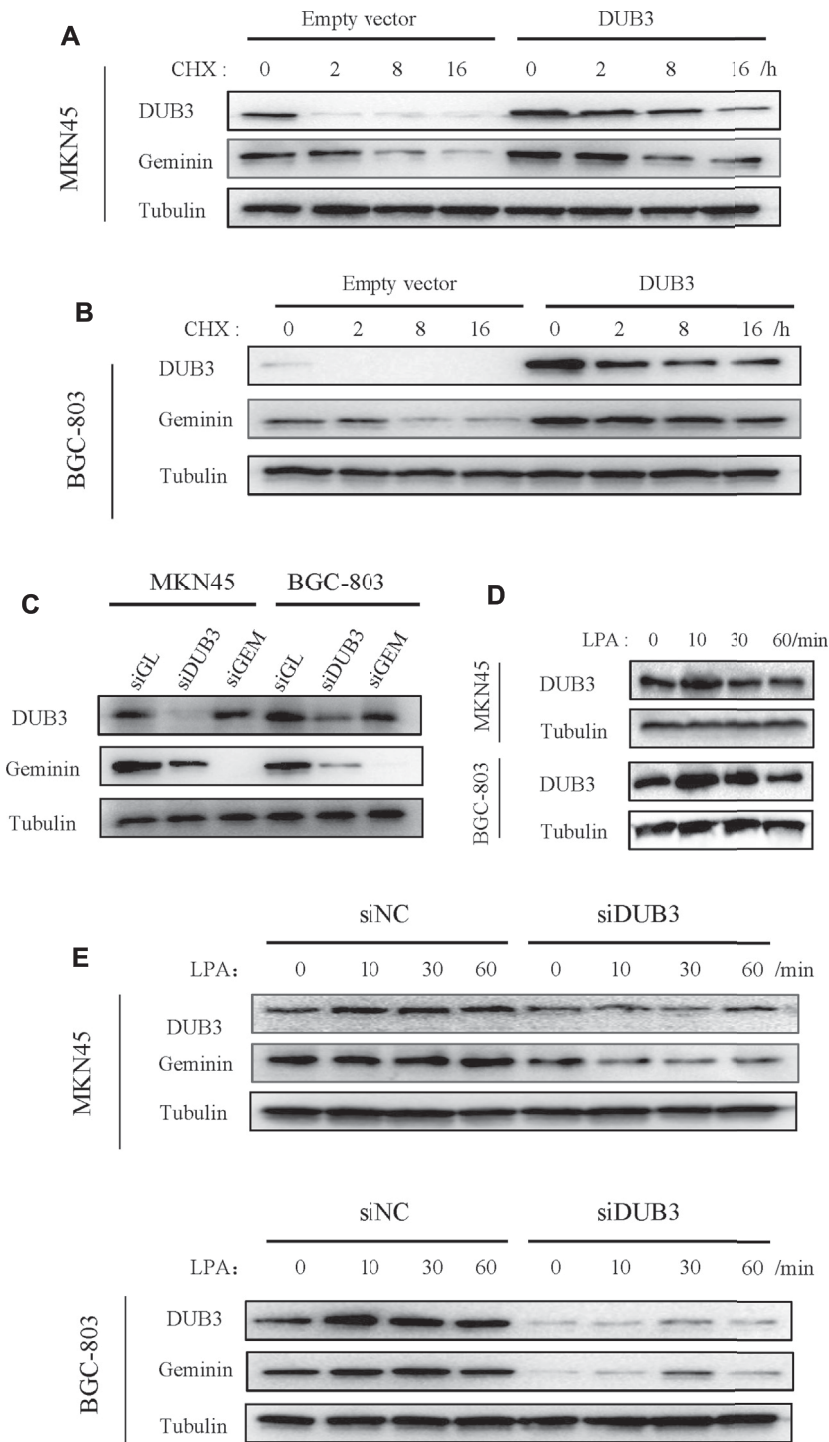 A
Empty vector DUB3
CHX : 0 2 8 16 0 2 8 16 /h
MKN45
DUB3
Geminin
Tubulin
B
Empty vector DUB3
CHX : 0 2 8 16 0 2 8 16 /h
BGC-803
DUB3
Geminin
Tubulin
C
MKN45 BGC-803
siGL siDUB3 siGEM siGL siDUB3 siGEM
DUB3
Geminin
Tubulin
D
LPA : 0 10 30 60/min
MKN45
DUB3
Tubulin
BGC-803
DUB3
Tubulin
E
siNC siDUB3
LPA: 0 10 30 60 0 10 30 60 /min
MKN45
DUB3
Geminin
Tubulin
siNC siDUB3
LPA: 0 10 30 60 0 10 30 60 /min
BGC-803
DUB3
Geminin
Tubulin